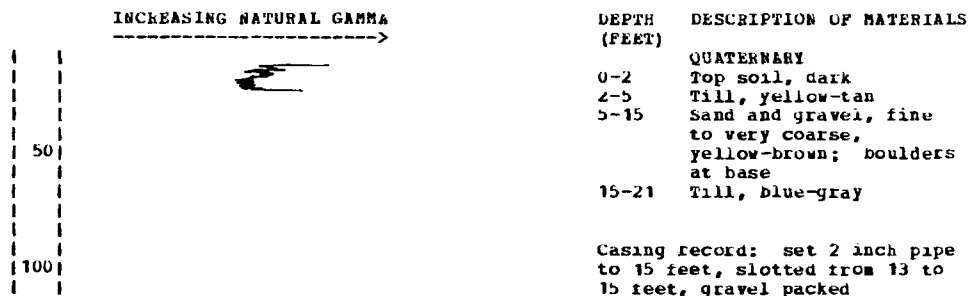 INCREASING NATURAL GAMMA
------------------------------>
DEPTH DESCRIPTION OF MATERIALS
(FEET)
QUATERNARY
0-2 Top soil, dark
2-5 Till, yellow-tan
5-15 Sand and gravel, fine
to very coarse,
yellow-brown; boulders
at base
15-21 Till, blue-gray
50
100
Casing record: set 2 inch pipe
to 15 feet, slotted from 13 to
15 feet, gravel packed